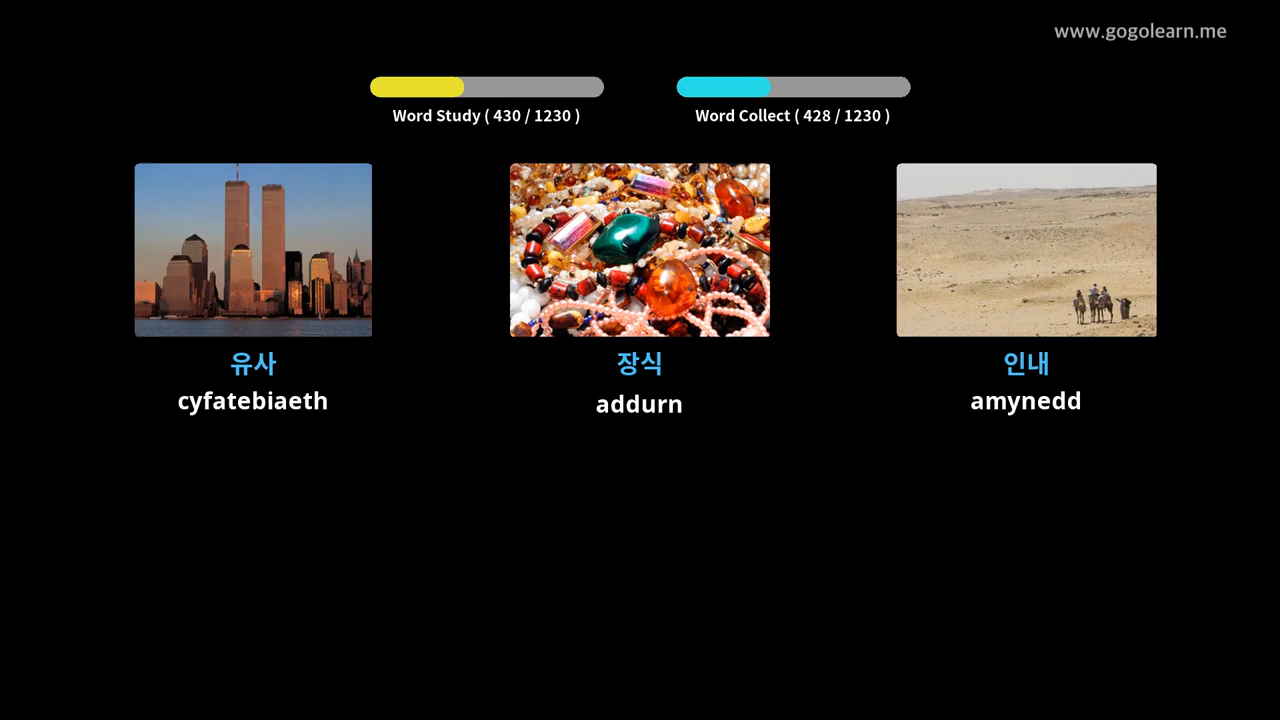 www.gogolearn.me
Word Study ( 430 / 1230 )
Word Collect ( 428 / 1230 )
유사
cyfatebiaeth
장식
addurn
인내
amynedd